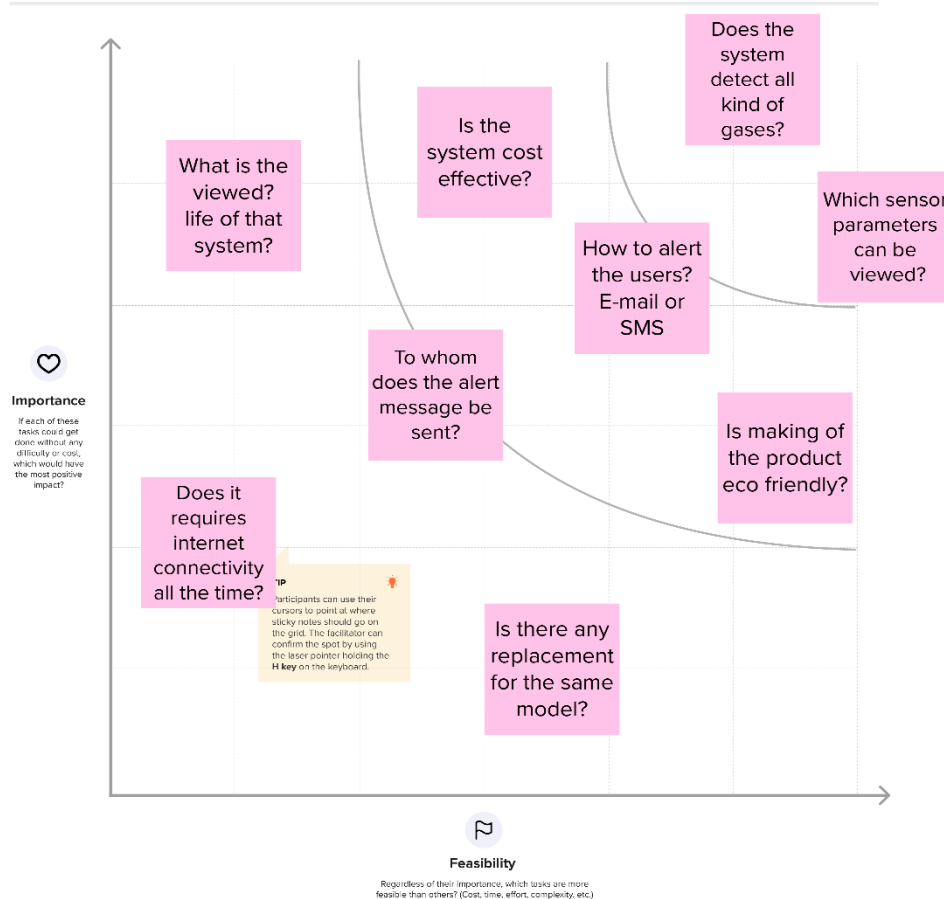 Does the
system
detect all
kind of
gases?
Is the
system cost
effective?
What is the
viewed?
life of that
system?
Which sensor
parameters
can be
viewed?
How to alert
the users?
E-mail or
SMS
To whom
does the alert
message be
sent?
Importance
If each of these
tasks could get
done without any
difficulty or cost,
which would have
the most positive
impact?
Is making of
the product
eco friendly?
Does it
requires
internet
connectivity
all the time?
TIP
Participants can use their
cursors to point at where
sticky notes should go on
the grid. The facilitator can
confirm the spot by using
the laser pointer holding the
H key on the keyboard.
Is there any
replacement
for the same
model?
Feasibility
Regardless of their importance, which tasks are more
feasible than others? (Cost, time, effort, complexity, etc.)